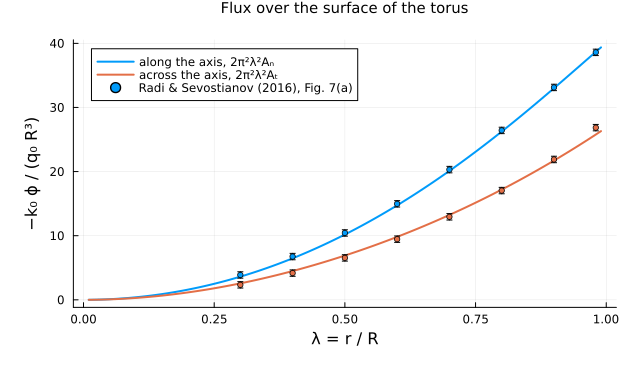 Flux over the surface of the torus
along the axis, 2π²λ²Aₙ
across the axis, 2π²λ²Aₜ
Radi & Sevostianov (2016), Fig. 7(a)
−k₀ ϕ / (q₀ R³)
40
30
20
10
0
0.00 0.25 0.50 0.75 1.00
λ = r / R